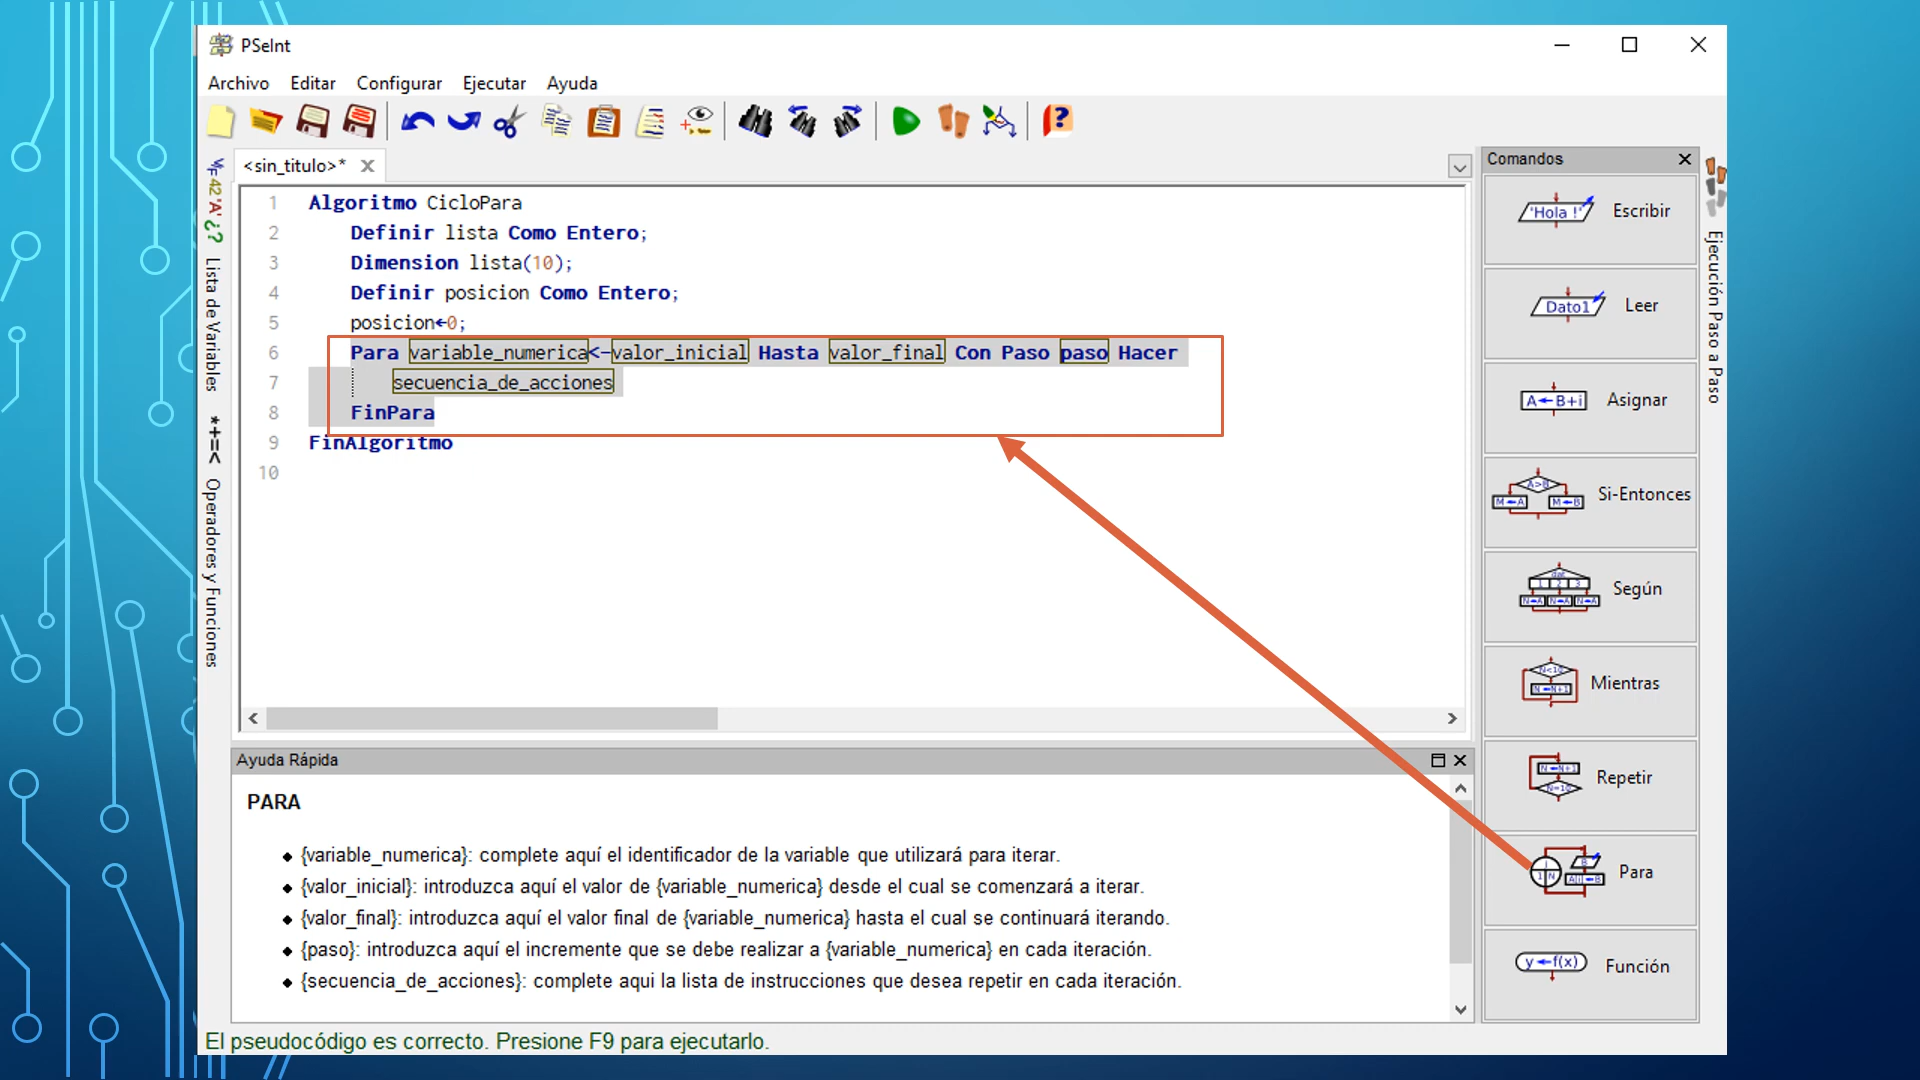 PSeInt
Archivo Editar Configurar Ejecutar Ayuda
<sin_titulo>*
1 Algoritmo CicloPara
2 Definir lista Como Entero;
3 Dimension lista(10);
4 Definir posicion Como Entero;
5 posicion←0;
6 Para variable_numerica<-valor_inicial Hasta valor_final Con Paso paso Hacer
7 secuencia_de_acciones
8 FinPara
9 FinAlgoritmo
10
Lista de Variables
*+=<
Operadores y Funciones
Comandos
'Hola !' Escribir
Dato1 Leer
A←B+i Asignar
A>B M←A M←B Si-Entonces
Según
N<10 N←N+1 Mientras
N←N+1 N=10 Repetir
Para
y←f(x) Función
Ejecución Paso a Paso
Ayuda Rápida
PARA
◆ {variable_numerica}: complete aquí el identificador de la variable que utilizará para iterar.
◆ {valor_inicial}: introduzca aquí el valor de {variable_numerica} desde el cual se comenzará a iterar.
◆ {valor_final}: introduzca aquí el valor final de {variable_numerica} hasta el cual se continuará iterando.
◆ {paso}: introduzca aquí el incremente que se debe realizar a {variable_numerica} en cada iteración.
◆ {secuencia_de_acciones}: complete aqui la lista de instrucciones que desea repetir en cada iteración.
El pseudocódigo es correcto. Presione F9 para ejecutarlo.